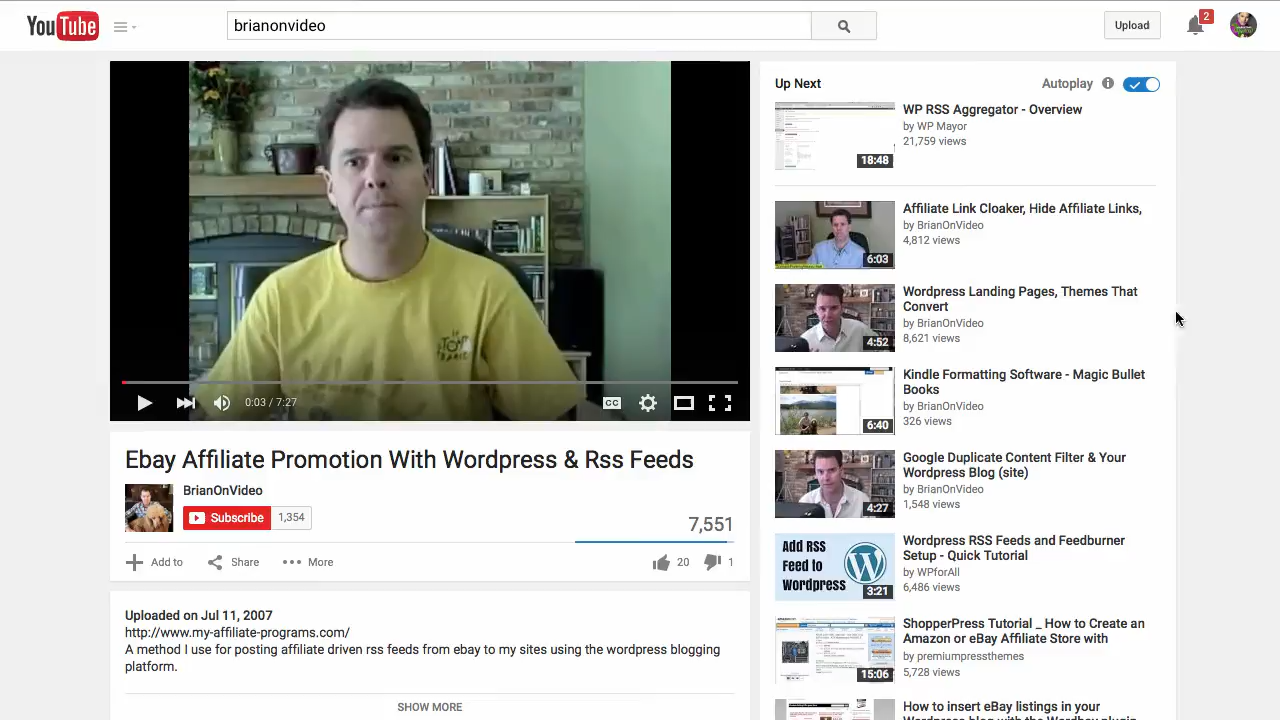 YouTube
brianonvideo
Upload
2
Up Next
Autoplay
WP RSS Aggregator - Overview
by WP Mayor
21,759 views
18:48
Affiliate Link Cloaker, Hide Affiliate Links,
by BrianOnVideo
4,812 views
6:03
Wordpress Landing Pages, Themes That
Convert
by BrianOnVideo
8,621 views
4:52
Kindle Formatting Software - Magic Bullet
Books
by BrianOnVideo
326 views
6:40
Google Duplicate Content Filter & Your
Wordpress Blog (site)
by BrianOnVideo
1,548 views
4:27
Wordpress RSS Feeds and Feedburner
Setup - Quick Tutorial
by WPforAll
6,486 views
Add RSS
Feed to
Wordpress
3:21
ShopperPress Tutorial _ How to Create an
Amazon or eBay Affiliate Store with
by premiumpressthemes
5,728 views
15:06
How to insert eBay listings in your
0:03 / 7:27
CC
Ebay Affiliate Promotion With Wordpress & Rss Feeds
BrianOnVideo
Subscribe
1,354
7,551
Add to
Share
More
20
1
Uploaded on Jul 11, 2007
for posting affiliate driven rss feeds from ebay to my sites using the wordpress blogging
platform.
SHOW MORE